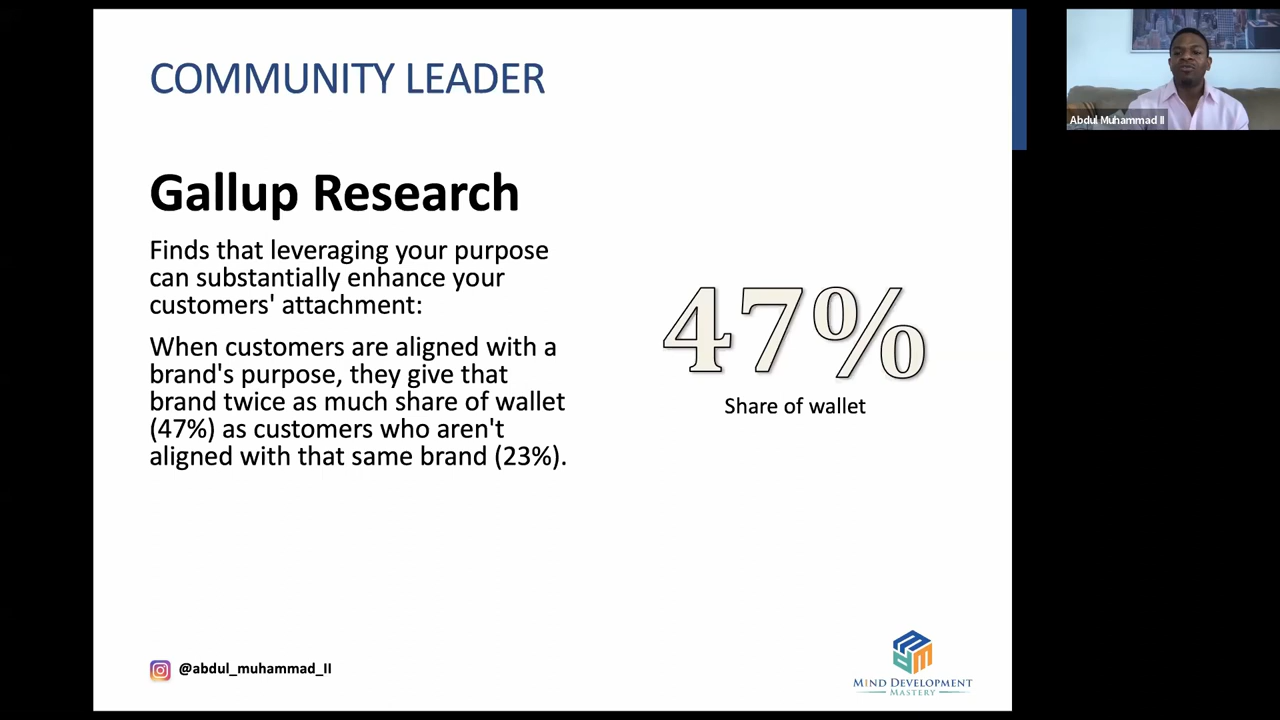 COMMUNITY LEADER
Gallup Research
Finds that leveraging your purpose
can substantially enhance your
customers' attachment:
When customers are aligned with a
brand's purpose, they give that
brand twice as much share of wallet
(47%) as customers who aren't
aligned with that same brand (23%).
47%
Share of wallet
@abdul_muhammad_II
MIND DEVELOPMENT
MASTERY
Abdul Muhammad II